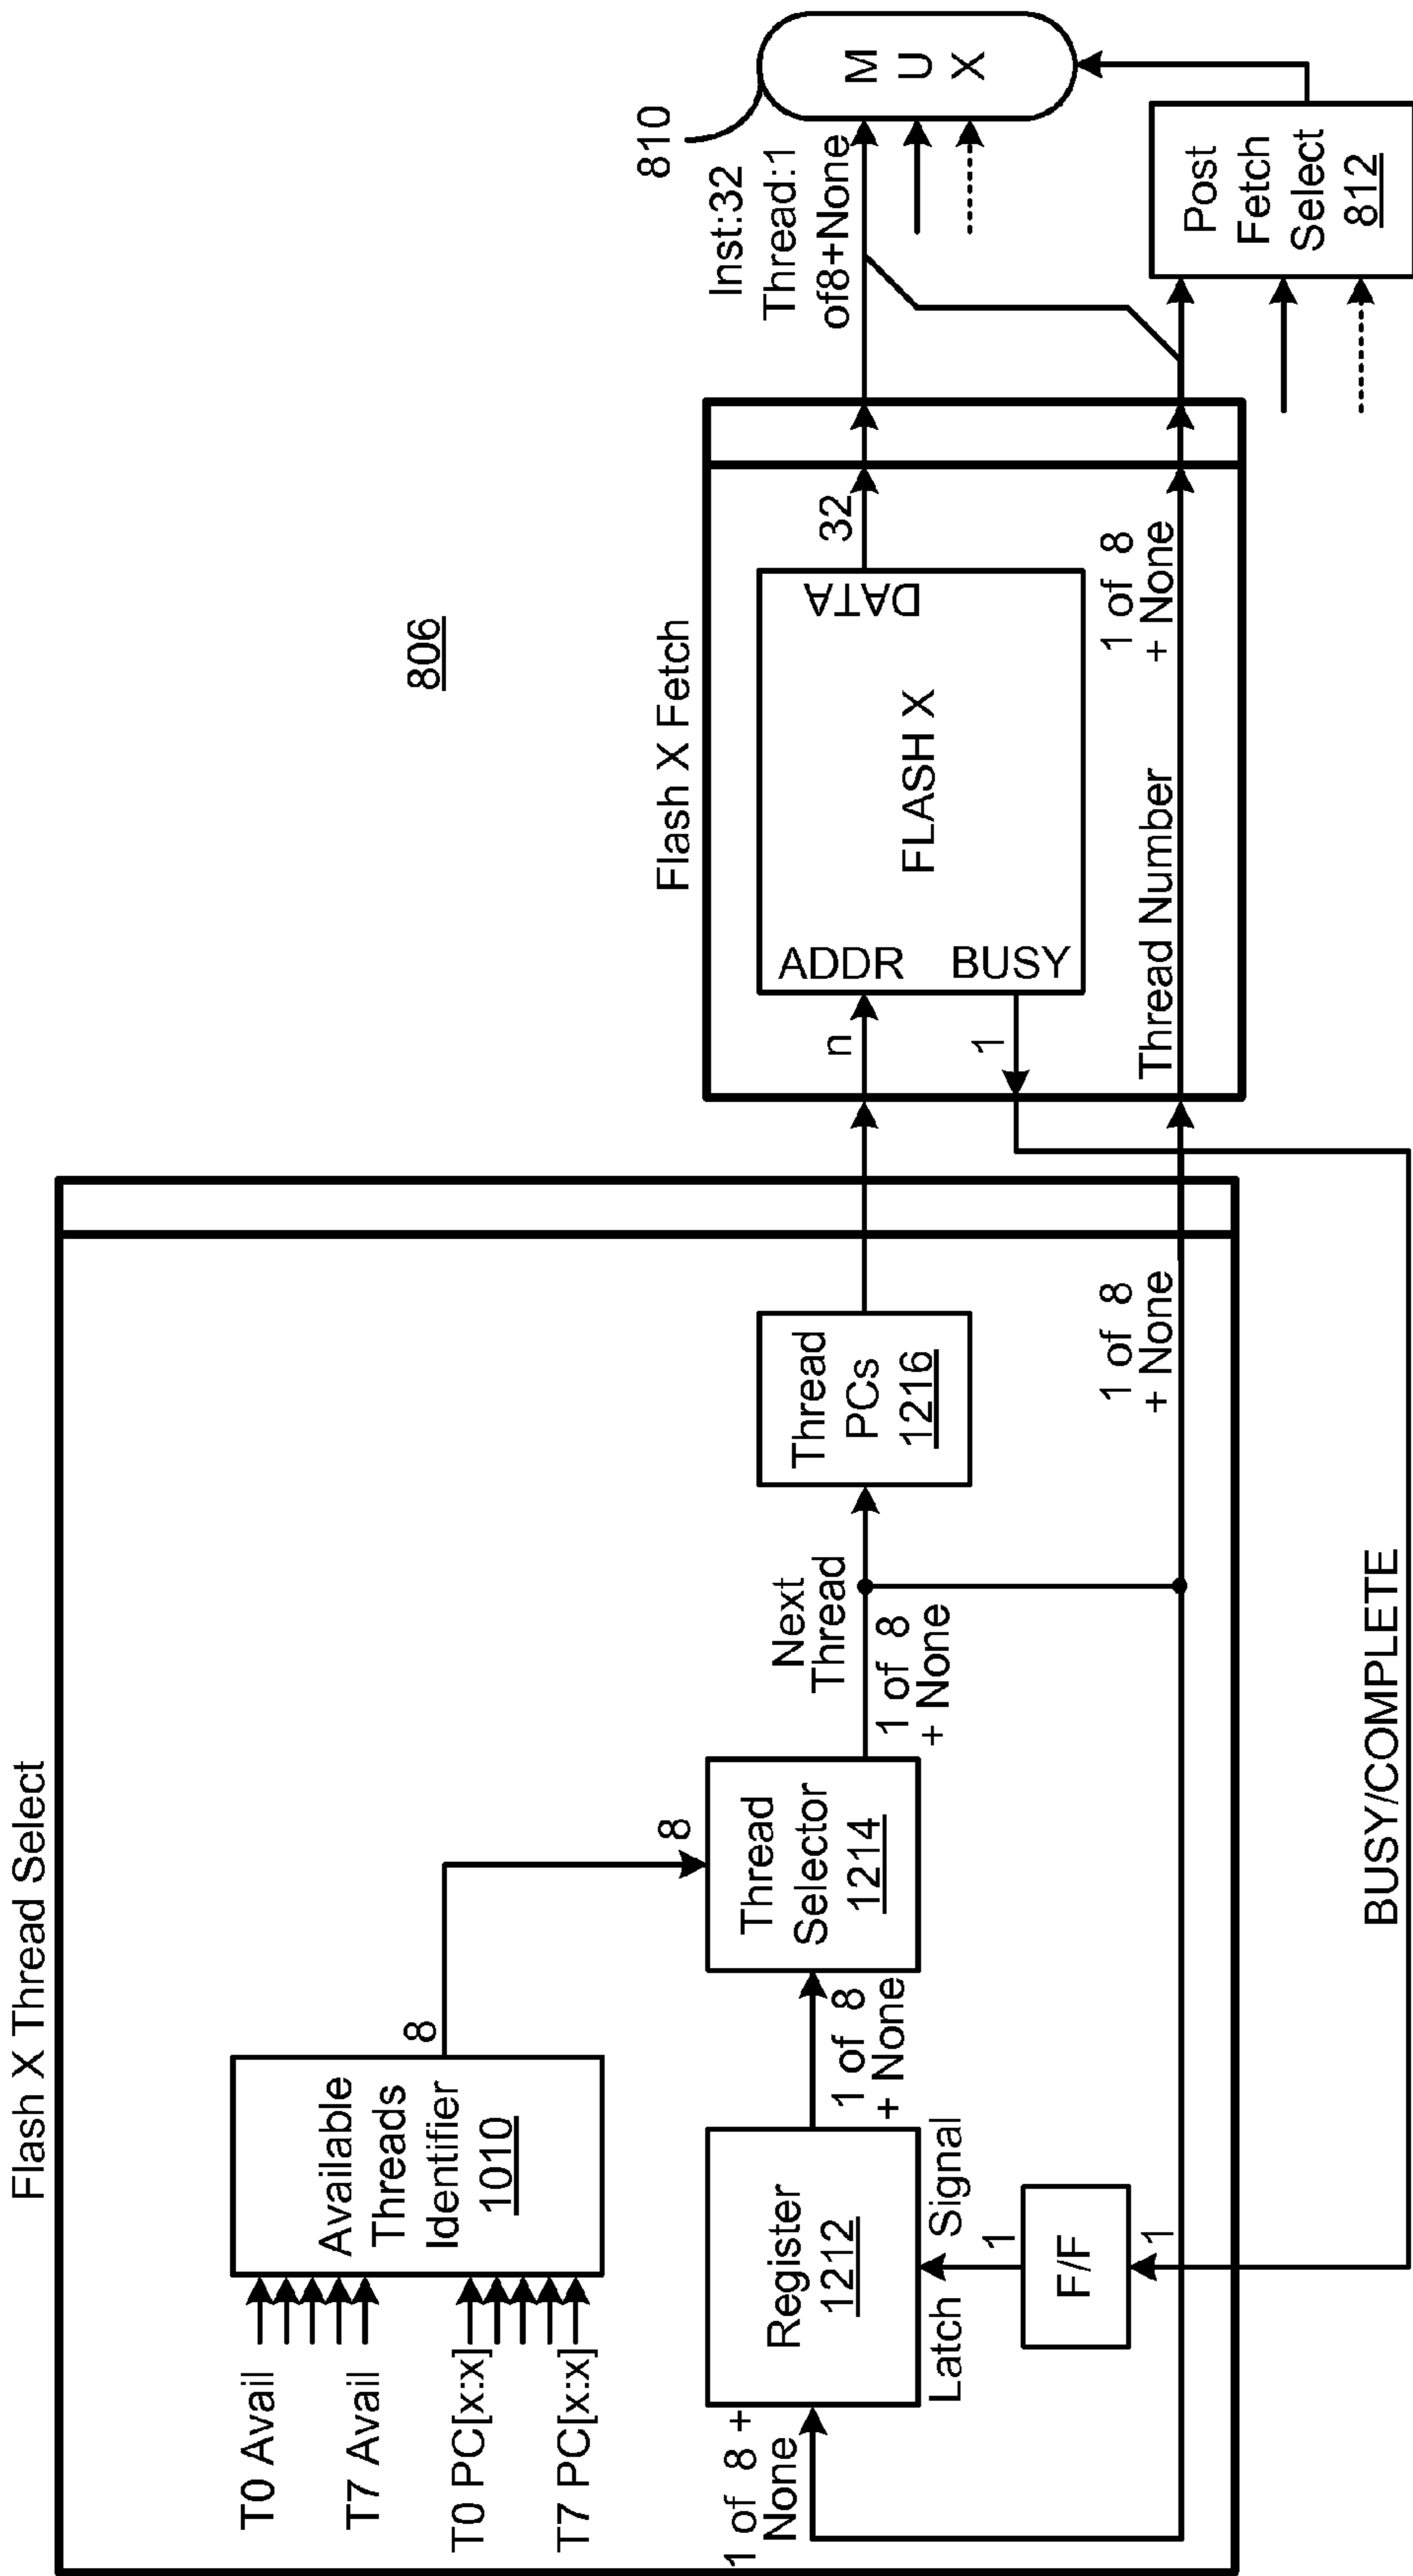 Flash X Thread Select
T0 Avail
T7 Avail
T0 PC[x:x]
T7 PC[x:x]
Available
Threads
Identifier
1010
8
8
1 of 8 +
None
Register
1212
Latch Signal
1
F/F
1
1 of 8
+ None
Thread
Selector
1214
Next
Thread
1 of 8
+ None
Thread
PCs
1216
1 of 8
+ None
BUSY/COMPLETE
806
Flash X Fetch
n
1
ADDR
BUSY
FLASH X
DATA
32
Thread Number
1 of 8
+ None
Inst:32
Thread:1
of8+None
810
M
U
X
Post
Fetch
Select
812